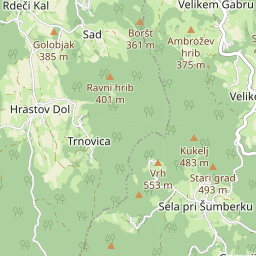 Rdeči Kal
Velikem Gabru
Golobjak
385 m
Sad
Boršt
361 m
Ambrožev
hrib
375 m
Ravni hrib
401 m
Hrastov Dol
Trnovica
Kukelj
483 m
Vrh
553 m
Stari grad
493 m
Sela pri Šumberku